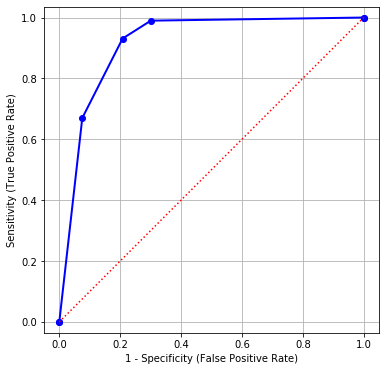 Sensitivity (True Positive Rate)
1.0
0.8
0.6
0.4
0.2
0.0
0.0 0.2 0.4 0.6 0.8 1.0
1 - Specificity (False Positive Rate)